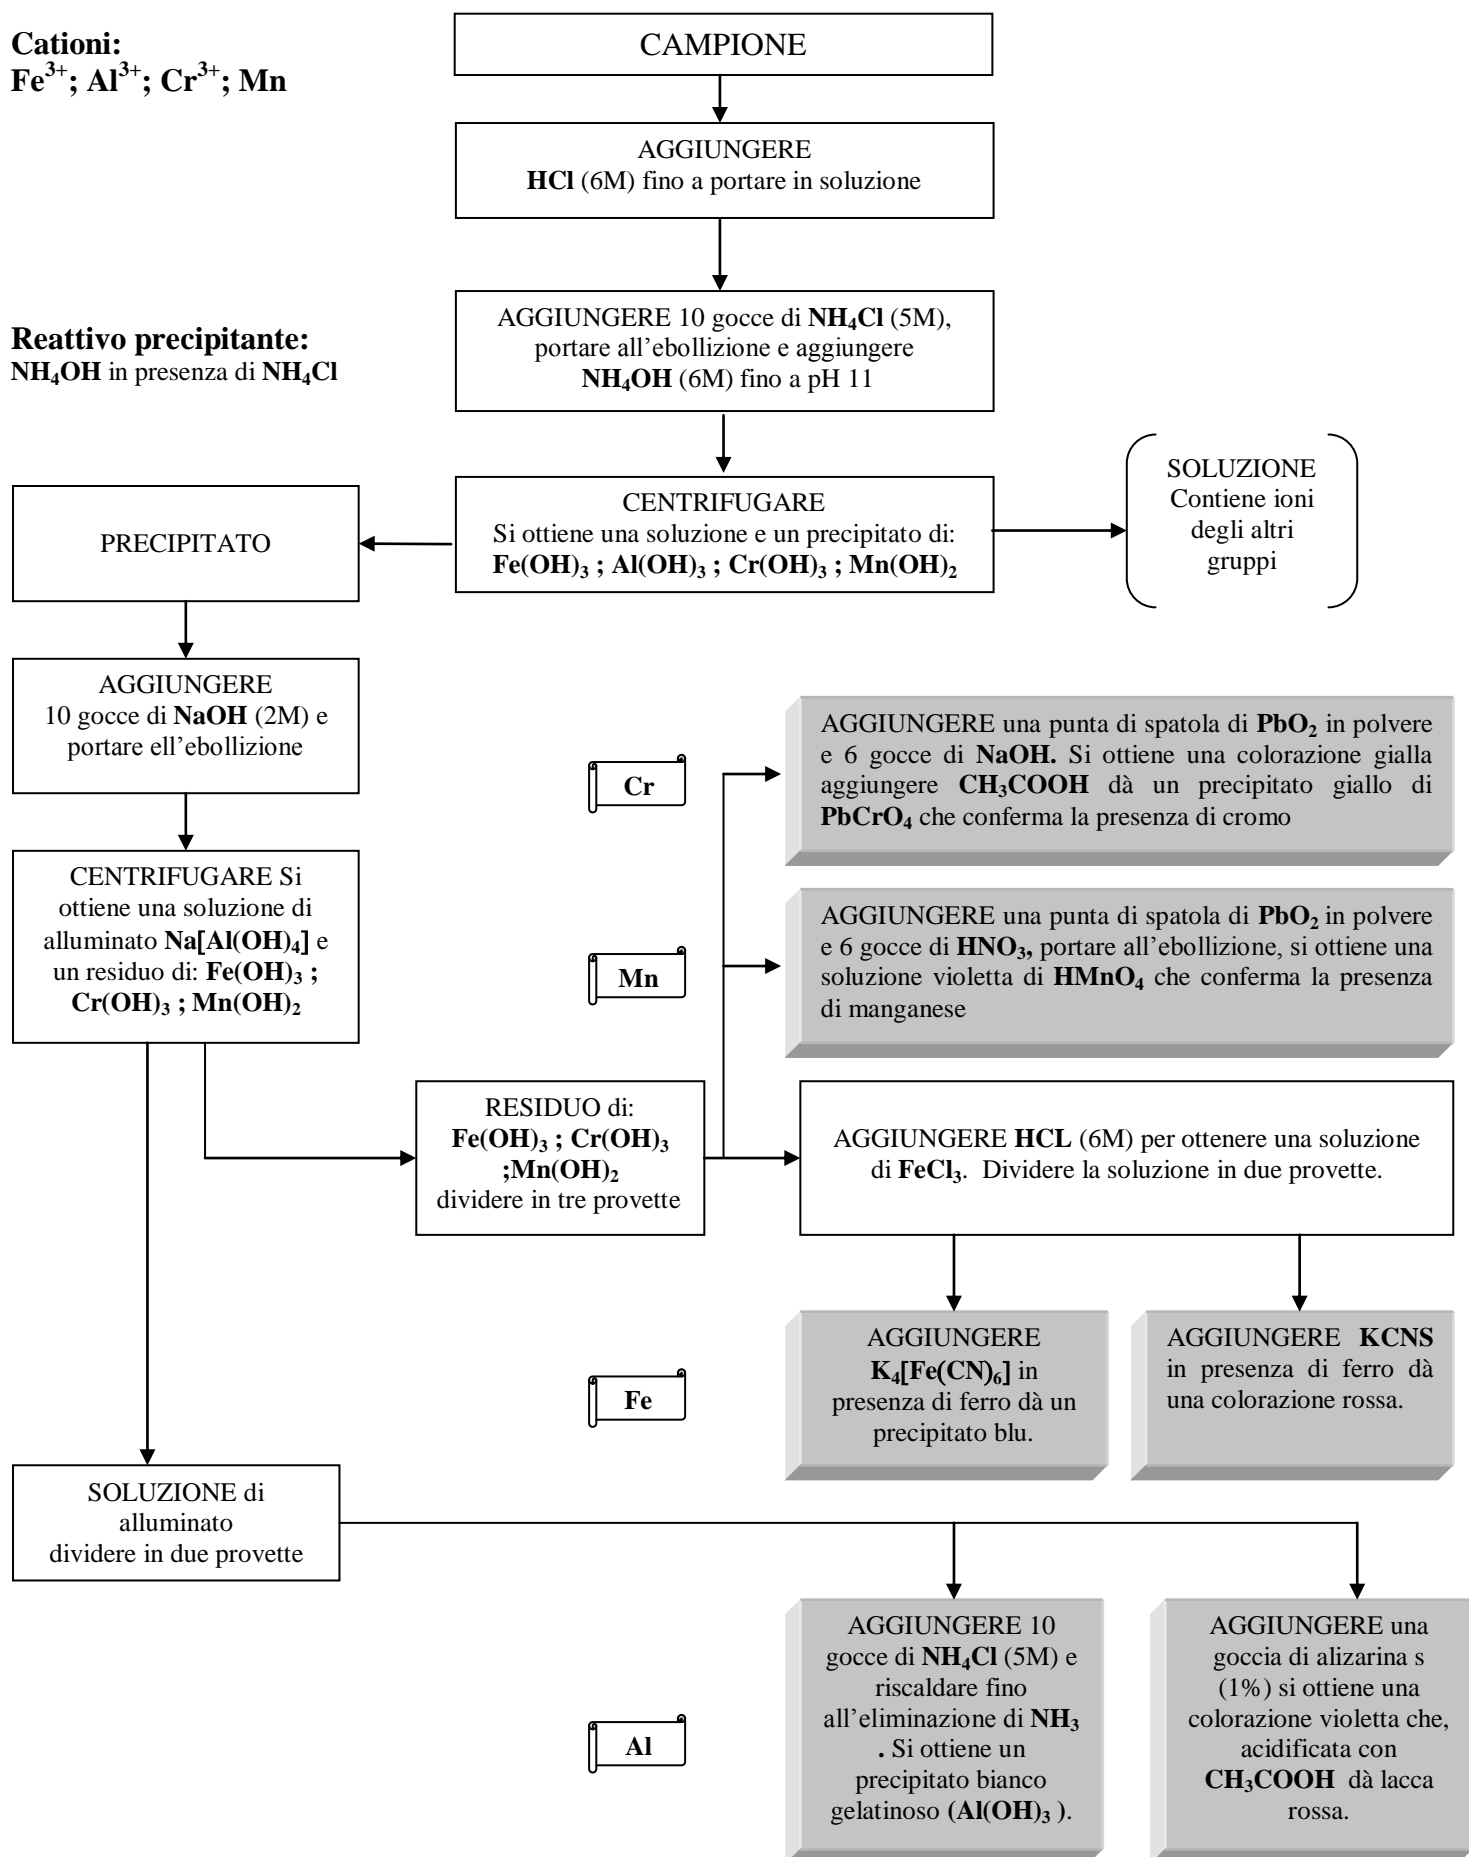 Cationi:
Fe³⁺; Al³⁺; Cr³⁺; Mn
CAMPIONE
AGGIUNGERE
HCl (6M) fino a portare in soluzione
Reattivo precipitante:
NH₄OH in presenza di NH₄Cl
AGGIUNGERE 10 gocce di NH₄Cl (5M),
portare all’ebollizione e aggiungere
NH₄OH (6M) fino a pH 11
CENTRIFUGARE
Si ottiene una soluzione e un precipitato di:
Fe(OH)₃ ; Al(OH)₃ ; Cr(OH)₃ ; Mn(OH)₂
SOLUZIONE
Contiene ioni
degli altri
gruppi
PRECIPITATO
AGGIUNGERE
10 gocce di NaOH (2M) e
portare ell’ebollizione
CENTRIFUGARE Si
ottiene una soluzione di
alluminato Na[Al(OH)₄] e
un residuo di: Fe(OH)₃ ;
Cr(OH)₃ ; Mn(OH)₂
Cr
AGGIUNGERE una punta di spatola di PbO₂ in polvere
e 6 gocce di NaOH. Si ottiene una colorazione gialla
aggiungere CH₃COOH dà un precipitato giallo di
PbCrO₄ che conferma la presenza di cromo
Mn
AGGIUNGERE una punta di spatola di PbO₂ in polvere
e 6 gocce di HNO₃, portare all’ebollizione, si ottiene una
soluzione violetta di HMnO₄ che conferma la presenza
di manganese
RESIDUO di:
Fe(OH)₃ ; Cr(OH)₃
;Mn(OH)₂
dividere in tre provette
AGGIUNGERE HCL (6M) per ottenere una soluzione
di FeCl₃. Dividere la soluzione in due provette.
Fe
AGGIUNGERE
K₄[Fe(CN)₆] in
presenza di ferro dà un
precipitato blu.
AGGIUNGERE KCNS
in presenza di ferro dà
una colorazione rossa.
SOLUZIONE di
alluminato
dividere in due provette
Al
AGGIUNGERE 10
gocce di NH₄Cl (5M) e
riscaldare fino
all’eliminazione di NH₃
. Si ottiene un
precipitato bianco
gelatinoso (Al(OH)₃ ).
AGGIUNGERE una
goccia di alizarina s
(1%) si ottiene una
colorazione violetta che,
acidificata con
CH₃COOH dà lacca
rossa.